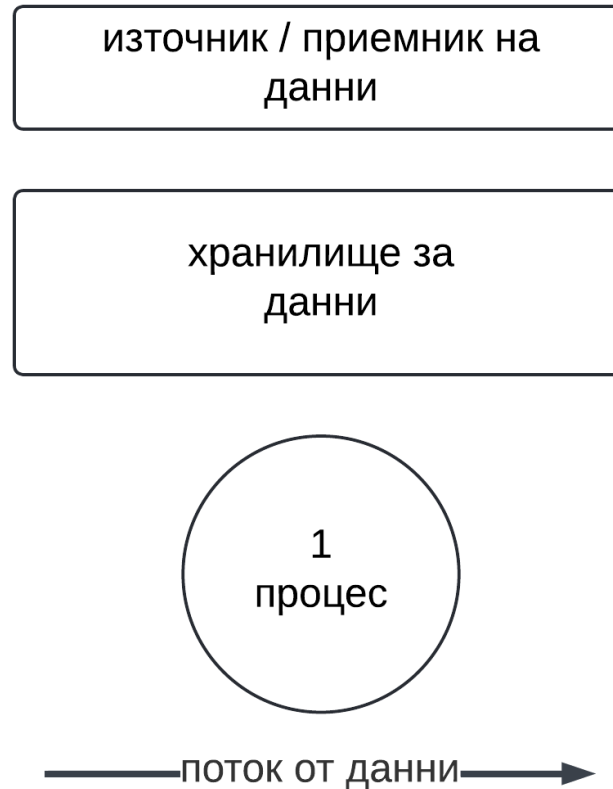 източник / приемник на
данни
хранилище за
данни
1
процес
поток от данни